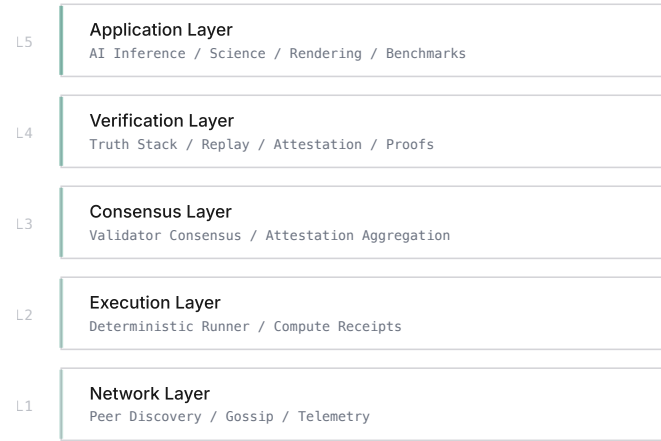 L5
Application Layer
AI Inference / Science / Rendering / Benchmarks
L4
Verification Layer
Truth Stack / Replay / Attestation / Proofs
L3
Consensus Layer
Validator Consensus / Attestation Aggregation
L2
Execution Layer
Deterministic Runner / Compute Receipts
L1
Network Layer
Peer Discovery / Gossip / Telemetry